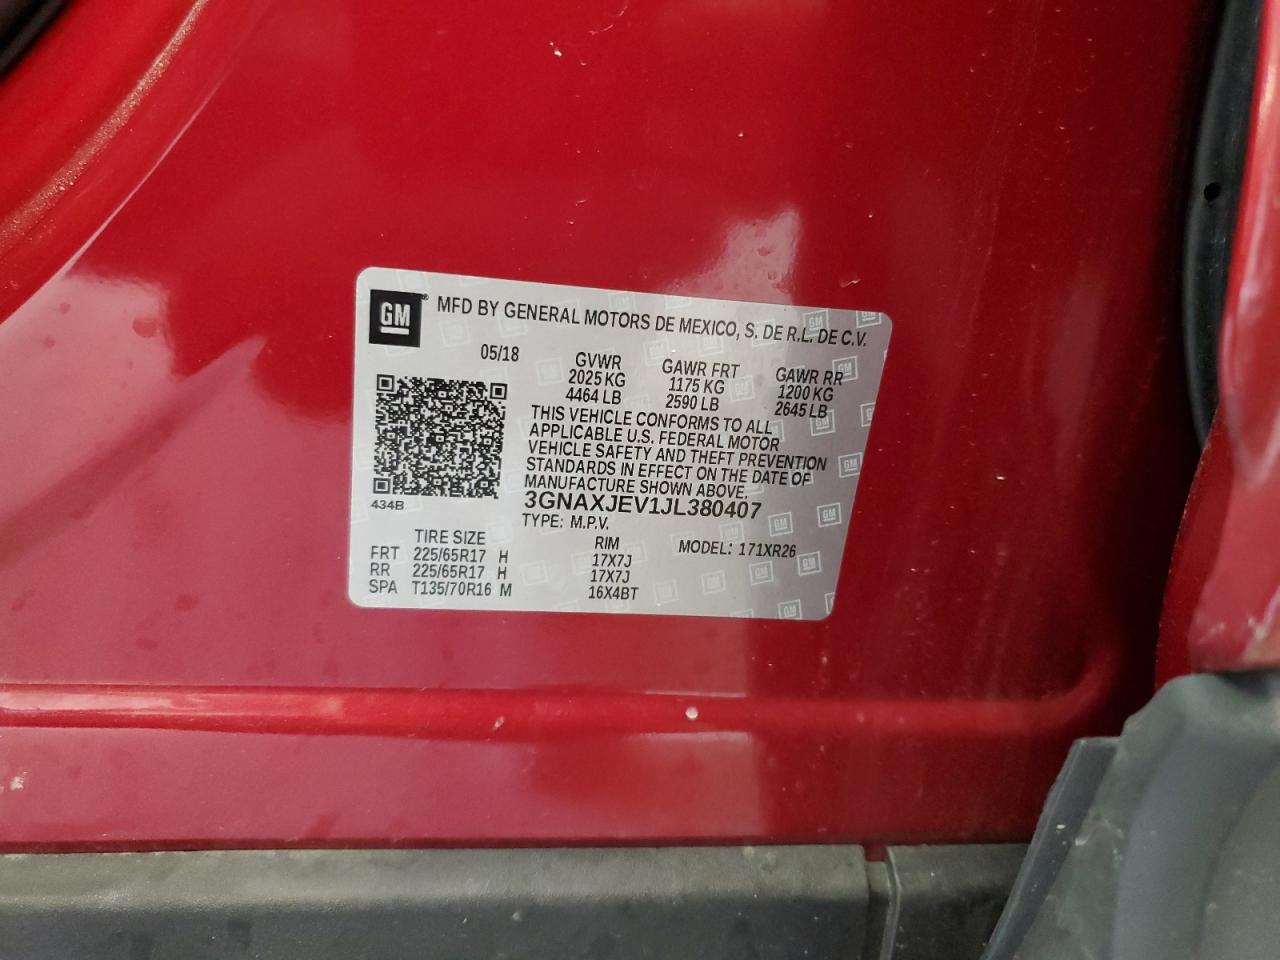 GM
MFD BY GENERAL MOTORS DE MEXICO, S. DE R.L. DE C.V.
05/18
GVWR GAWR FRT GAWR RR
2025 KG 1175 KG 1200 KG
4464 LB 2590 LB 2645 LB
THIS VEHICLE CONFORMS TO ALL
APPLICABLE U.S. FEDERAL MOTOR
VEHICLE SAFETY AND THEFT PREVENTION
STANDARDS IN EFFECT ON THE DATE OF
MANUFACTURE SHOWN ABOVE.
434B
3GNAXJEV1JL380407
TYPE: M.P.V.
TIRE SIZE RIM MODEL: 171XR26
FRT 225/65R17 H 17X7J
RR 225/65R17 H 17X7J
SPA T135/70R16 M 16X4BT